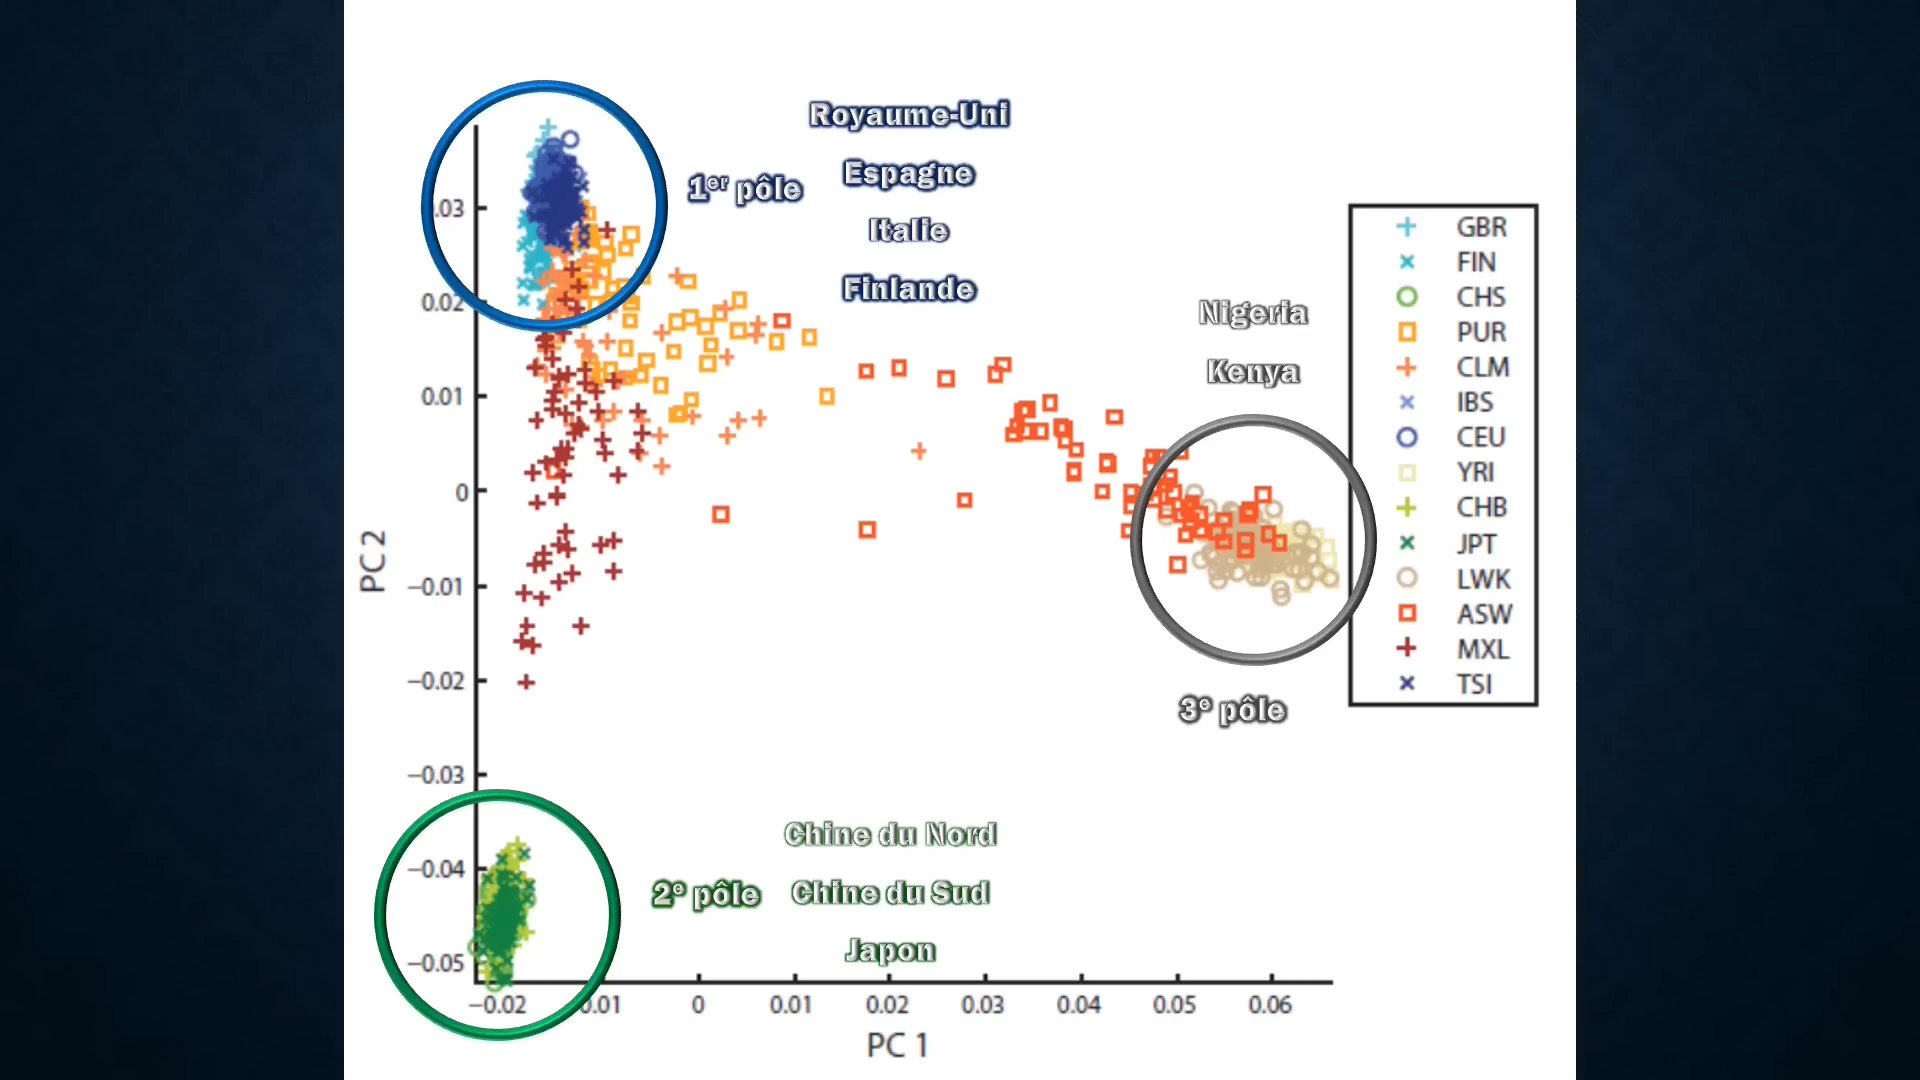 Royaume-Uni
1er pôle
Espagne
Italie
Finlande
Nigeria
Kenya
3e pôle
Chine du Nord
2e pôle
Chine du Sud
Japon
GBR
FIN
CHS
PUR
CLM
IBS
CEU
YRI
CHB
JPT
LWK
ASW
MXL
TSI
PC 2
.03
0.02
0.01
0
−0.01
−0.02
−0.03
−0.04
−0.05
−0.02 0.01 0 0.01 0.02 0.03 0.04 0.05 0.06
PC 1